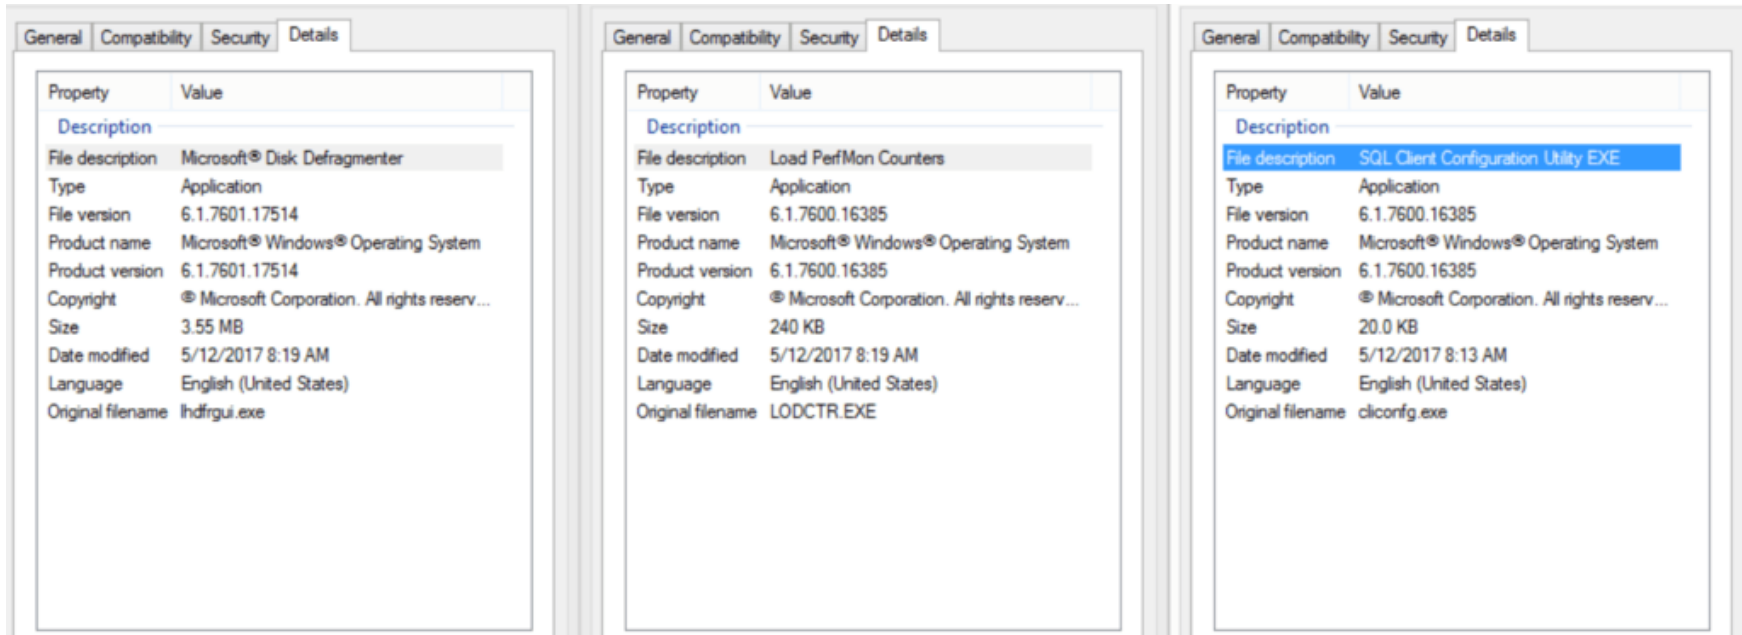 General Compatibility Security Details
Property Value
Description
File description Microsoft® Disk Defragmenter
Type Application
File version 6.1.7601.17514
Product name Microsoft® Windows® Operating System
Product version 6.1.7601.17514
Copyright © Microsoft Corporation. All rights reserv...
Size 3.55 MB
Date modified 5/12/2017 8:19 AM
Language English (United States)
Original filename lhdfrgui.exe
General Compatibility Security Details
Property Value
Description
File description Load PerfMon Counters
Type Application
File version 6.1.7600.16385
Product name Microsoft® Windows® Operating System
Product version 6.1.7600.16385
Copyright © Microsoft Corporation. All rights reserv...
Size 240 KB
Date modified 5/12/2017 8:19 AM
Language English (United States)
Original filename LODCTR.EXE
General Compatibility Security Details
Property Value
Description
File description SQL Client Configuration Utility EXE
Type Application
File version 6.1.7600.16385
Product name Microsoft® Windows® Operating System
Product version 6.1.7600.16385
Copyright © Microsoft Corporation. All rights reserv...
Size 20.0 KB
Date modified 5/12/2017 8:13 AM
Language English (United States)
Original filename cliconfg.exe